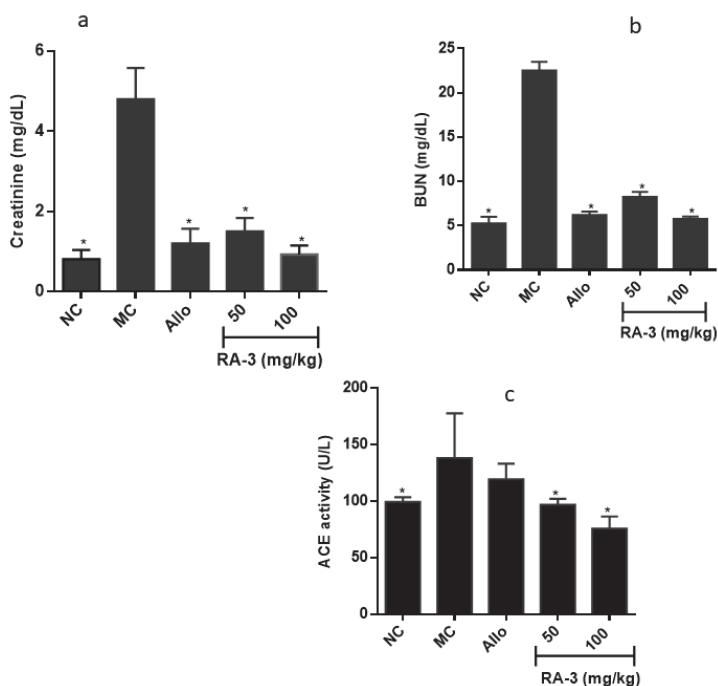 a
Creatinine (mg/dL)
6
4
2
0
NC
MC
Allo
50
100
RA-3 (mg/kg)
*
*
*
*
b
BUN (mg/dL)
25
20
15
10
5
0
NC
MC
Allo
50
100
RA-3 (mg/kg)
*
*
*
*
c
ACE activity (U/L)
200
150
100
50
0
NC
MC
Allo
50
100
RA-3 (mg/kg)
*
*
*